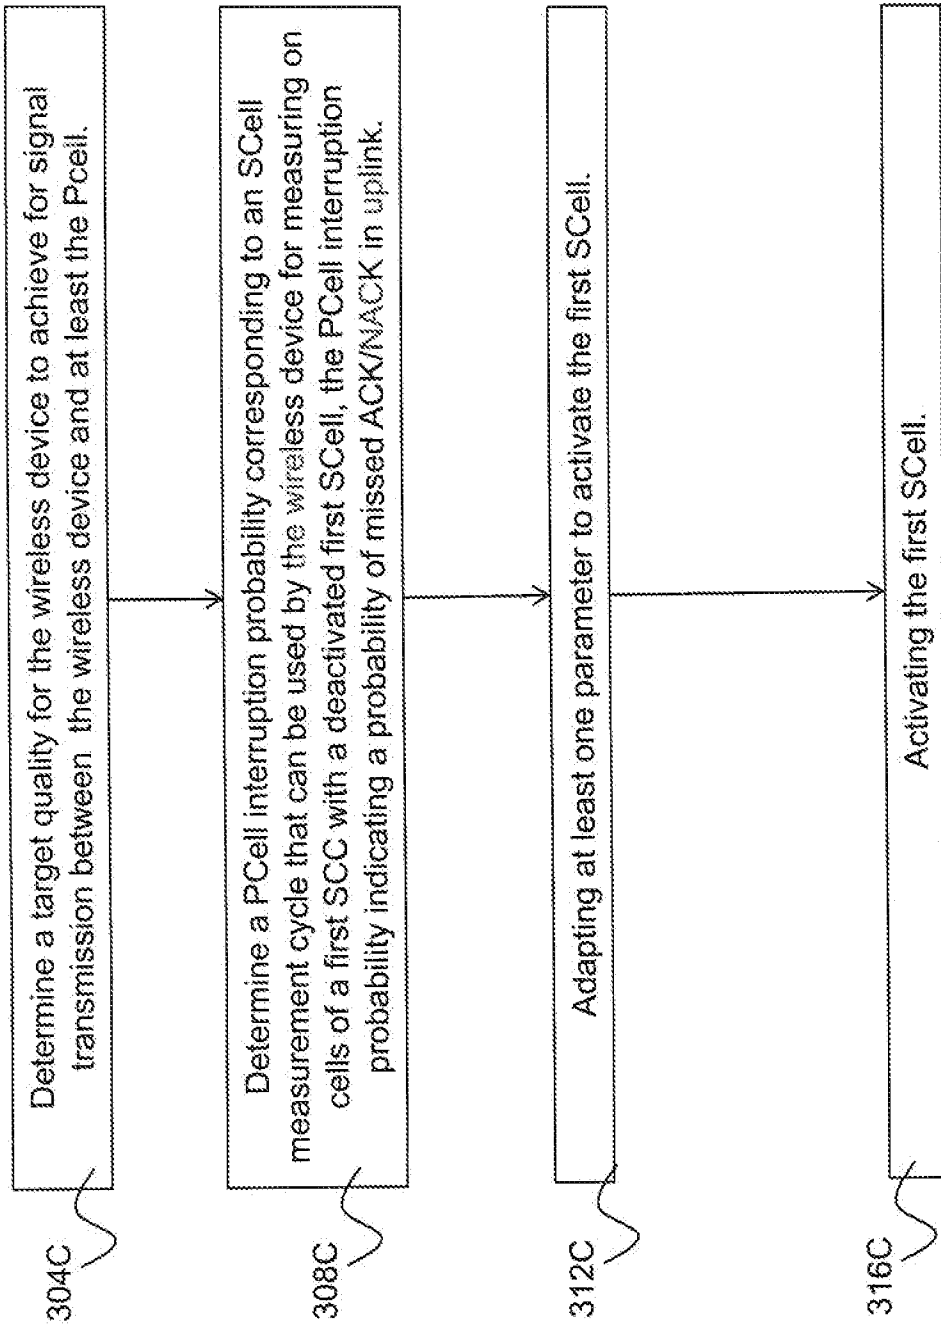 304C
Determine a target quality for the wireless device to achieve for signal
transmission between the wireless device and at least the Pcell.
308C
Determine a PCell interruption probability corresponding to an SCell
measurement cycle that can be used by the wireless device for measuring on
cells of a first SCC with a deactivated first SCell, the PCell interruption
probability indicating a probability of missed ACK/NACK in uplink.
312C
Adapting at least one parameter to activate the first SCell.
316C
Activating the first SCell.